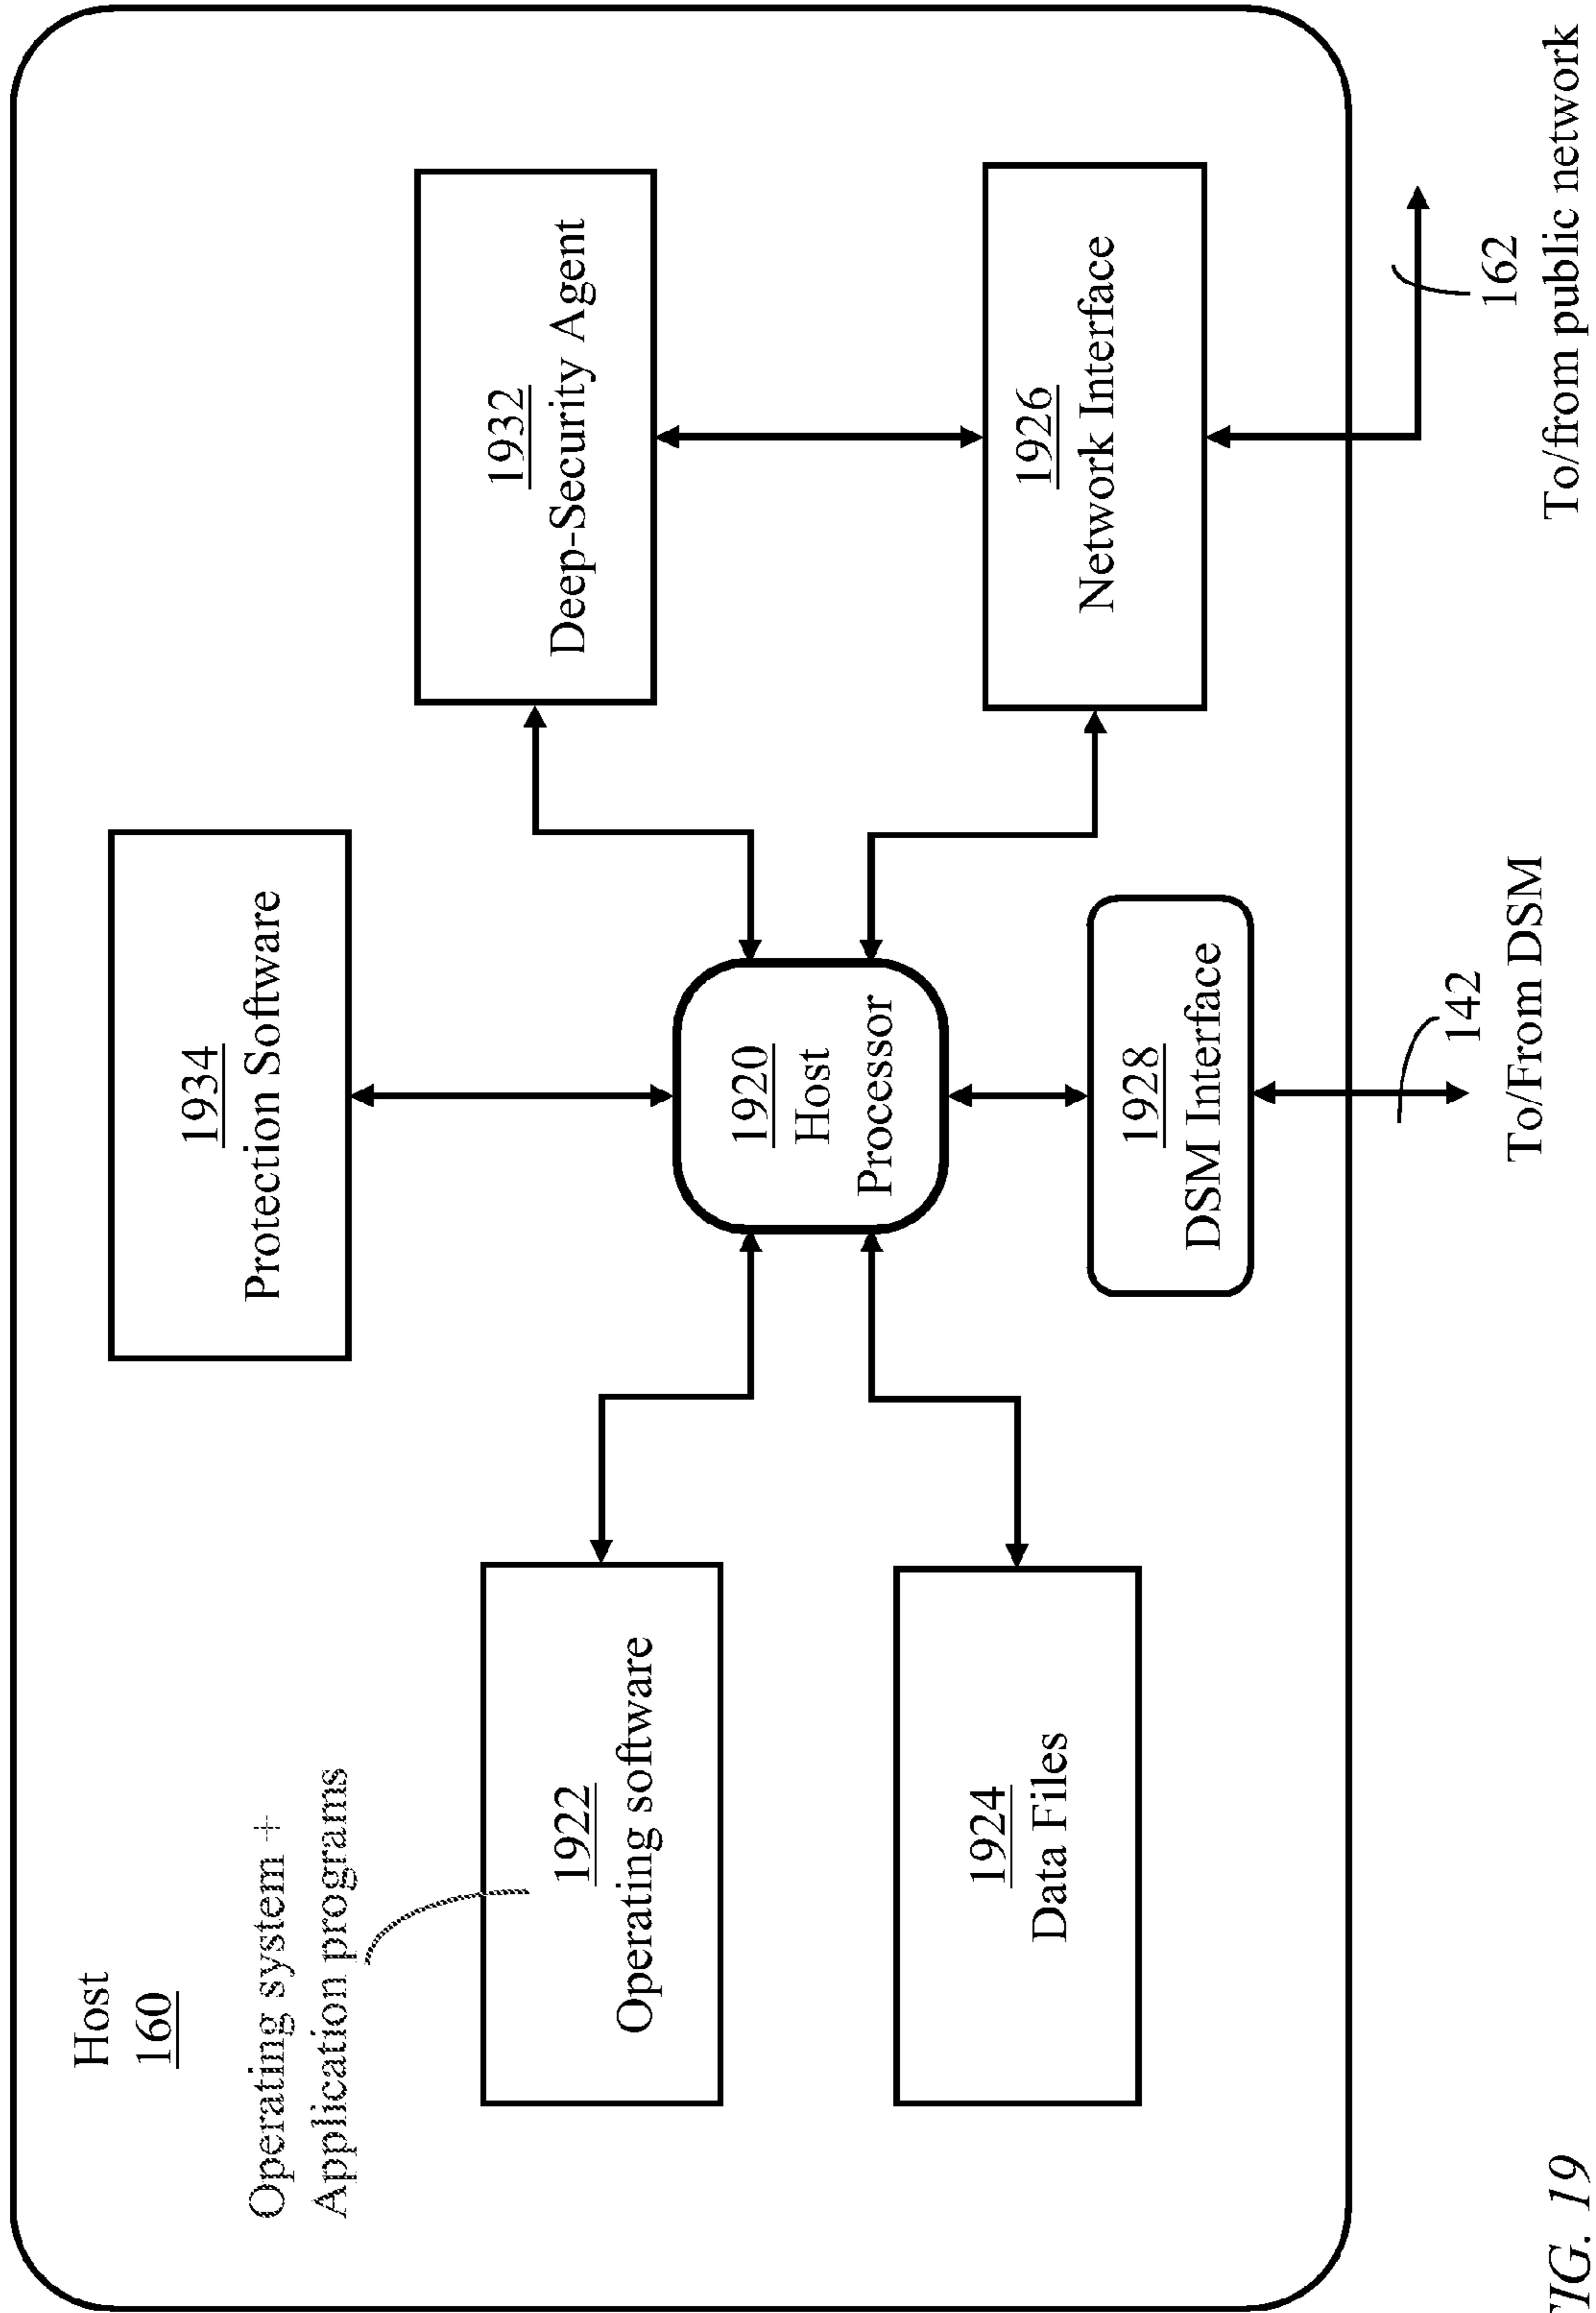 Host
160
Operating system +
Application programs
1934
Protection Software
1922
Operating software
1932
Deep-Security Agent
1920
Host
Processor
1924
Data Files
1928
DSM Interface
1926
Network Interface
142
To/From DSM
162
To/from public network
IG. 19